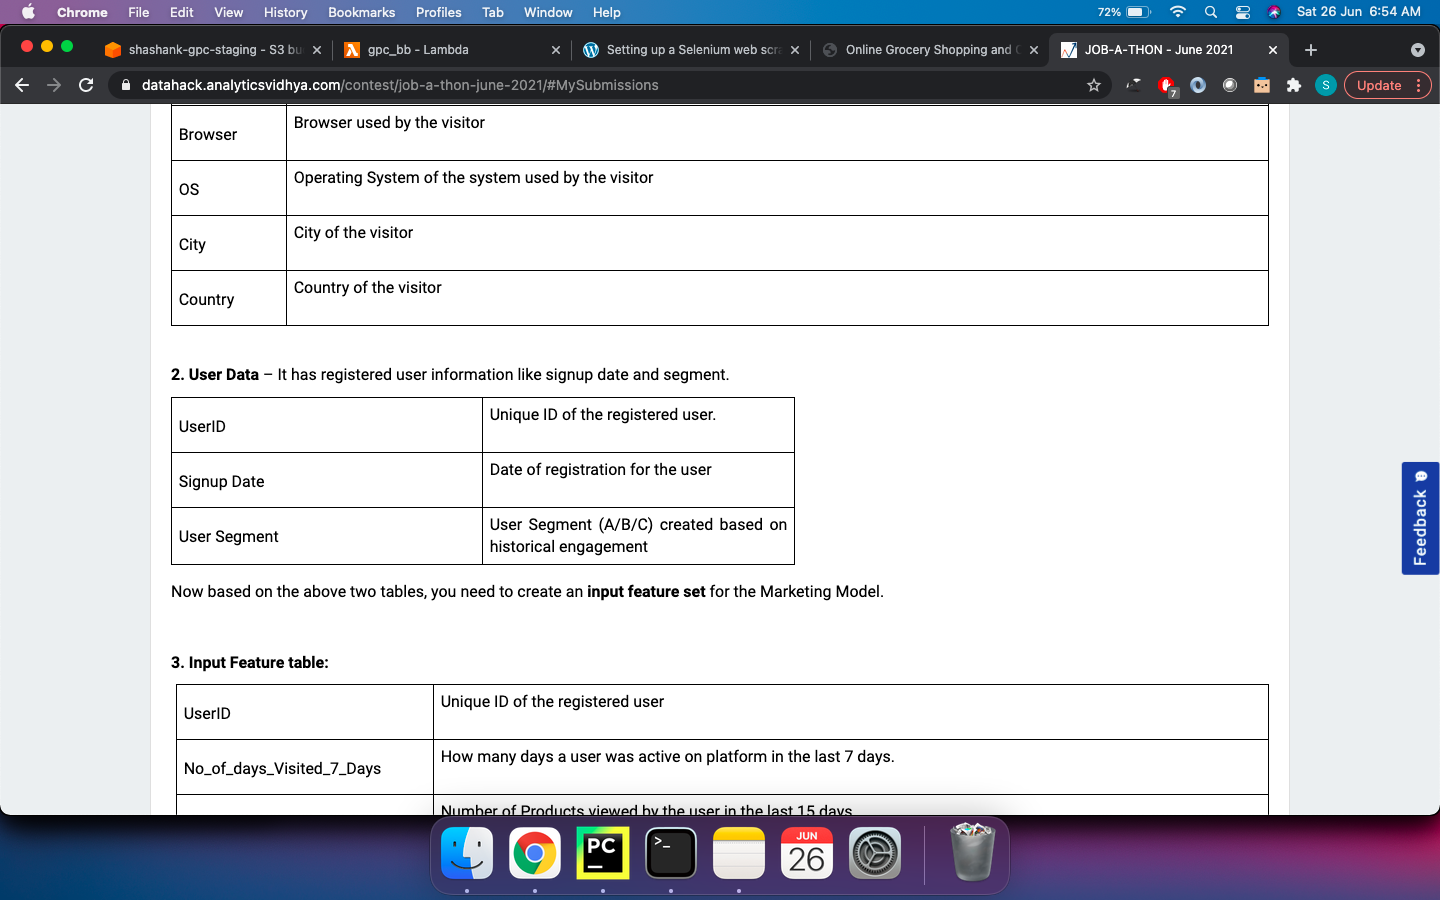 Chrome File Edit View History Bookmarks Profiles Tab Window Help 72% Sat 26 Jun 6:54 AM
shashank-gpc-staging - S3 bu gpc_bb - Lambda Setting up a Selenium web scra Online Grocery Shopping and JOB-A-THON - June 2021
datahack.analyticsvidhya.com/contest/job-a-thon-june-2021/#MySubmissions 7 S Update
Browser Browser used by the visitor
OS Operating System of the system used by the visitor
City City of the visitor
Country Country of the visitor
2. User Data – It has registered user information like signup date and segment.
UserID Unique ID of the registered user.
Signup Date Date of registration for the user
User Segment User Segment (A/B/C) created based on
historical engagement
Now based on the above two tables, you need to create an input feature set for the Marketing Model.
3. Input Feature table:
UserID Unique ID of the registered user
No_of_days_Visited_7_Days How many days a user was active on platform in the last 7 days.
Number of Products viewed by the user in the last 15 days
Feedback
PC
>_
JUN
26